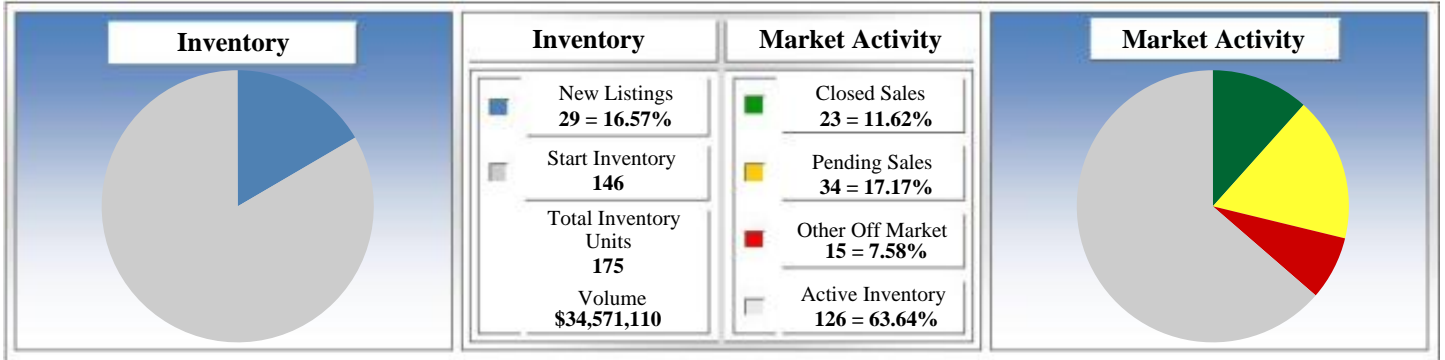 Inventory
Inventory
Market Activity
New Listings
29 = 16.57%
Start Inventory
146
Total Inventory
Units
175
Volume
$34,571,110
Closed Sales
23 = 11.62%
Pending Sales
34 = 17.17%
Other Off Market
15 = 7.58%
Active Inventory
126 = 63.64%
Market Activity